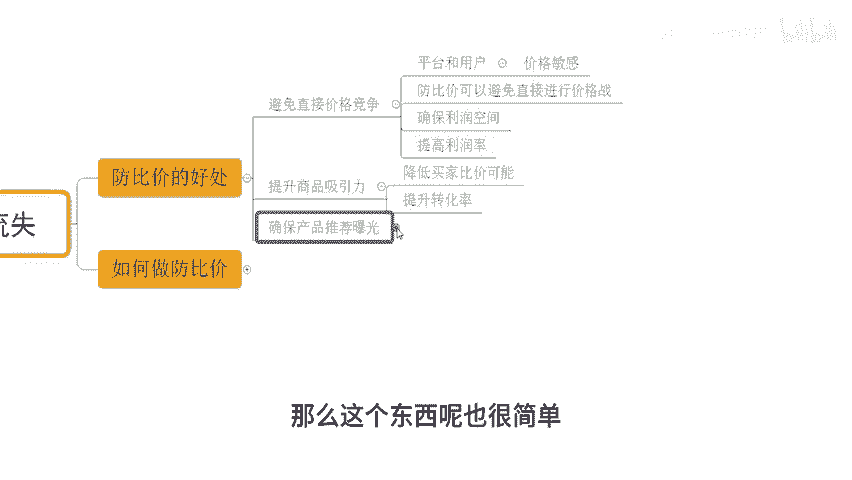 流失
防比价的好处
避免直接价格竞争
平台和用户
价格敏感
防比价可以避免直接进行价格战
确保利润空间
提高利润率
提升商品吸引力
降低买家比价可能
提升转化率
确保产品推荐曝光
如何做防比价
那么这个东西呢也很简单